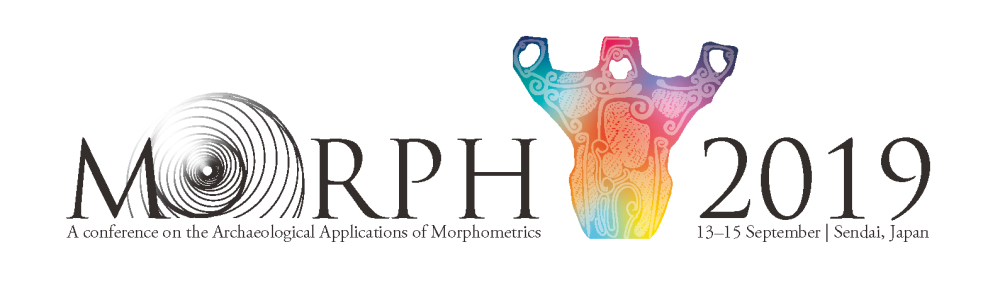 MORPH 2019
A conference on the Archaeological Applications of Morphometrics
13–15 September | Sendai, Japan